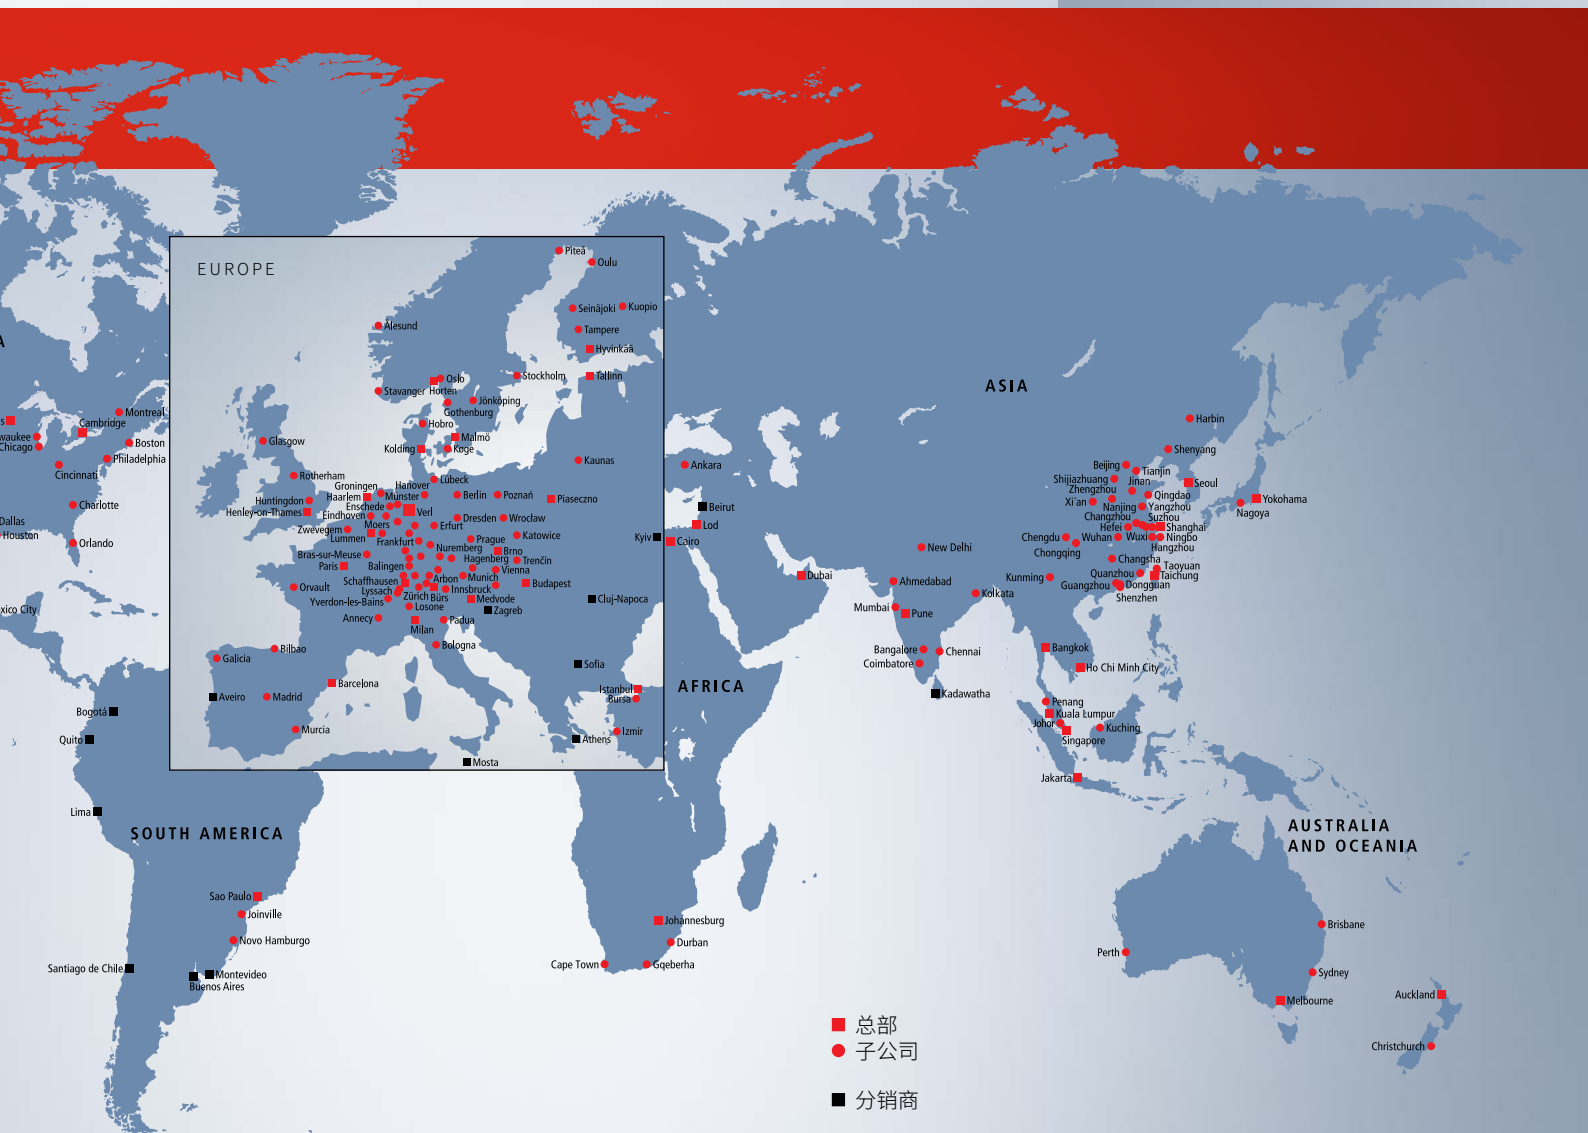 EUROPE
Piteå
Oulu
Seinäjoki
Kuopio
Ålesund
Tampere
Hyvinkää
Oslo
Stockholm
Tallinn
Stavanger
Horten
Jönköping
Gothenburg
Hobro
Glasgow
Malmö
Kolding
Køge
Kaunas
Rotherham
Lübeck
Groningen
Hanover
Haarlem
Münster
Berlin
Poznań
Piaseczno
Huntingdon
Enschede
Henley-on-Thames
Eindhoven
Verl
Dresden
Wrocław
Moers
Erfurt
Zwevegem
Lummen
Frankfurt
Prague
Katowice
Kyiv
Nuremberg
Bras-sur-Meuse
Brno
Hagenberg
Trenčín
Paris
Balingen
Vienna
Schaffhausen
Arbon
Munich
Budapest
Orvault
Lyssach
Innsbruck
Zürich
Bürs
Medvode
Cluj-Napoca
Yverdon-les-Bains
Losone
Zagreb
Annecy
Padua
Milan
Bologna
Bilbao
Galicia
Sofia
Barcelona
Istanbul
Aveiro
Madrid
Bursa
Murcia
Izmir
Athens
Mosta
Montreal
Cambridge
waukee
Boston
Chicago
Philadelphia
Cincinnati
Charlotte
Dallas
Houston
Orlando
xico City
Bogotá
Quito
Lima
SOUTH AMERICA
Sao Paulo
Joinville
Novo Hamburgo
Santiago de Chile
Montevideo
Buenos Aires
AFRICA
Ankara
Beirut
Lod
Cairo
Dubai
Johannesburg
Durban
Cape Town
Gqeberha
ASIA
Harbin
Shenyang
Beijing
Tianjin
Shijiazhuang
Jinan
Seoul
Zhengzhou
Qingdao
Yokohama
Xi'an
Nanjing
Yangzhou
Nagoya
Changzhou
Suzhou
Hefei
Shanghai
Chengdu
Wuhan
Wuxi
Ningbo
Chongqing
Hangzhou
New Delhi
Changsha
Taoyuan
Kunming
Quanzhou
Taichung
Ahmedabad
Guangzhou
Dongguan
Kolkata
Shenzhen
Mumbai
Pune
Bangalore
Chennai
Bangkok
Coimbatore
Ho Chi Minh City
Kadawatha
Penang
Kuala Lumpur
Johor
Kuching
Singapore
Jakarta
AUSTRALIA
AND OCEANIA
Brisbane
Perth
Sydney
Melbourne
Auckland
Christchurch
总部
子公司
分销商